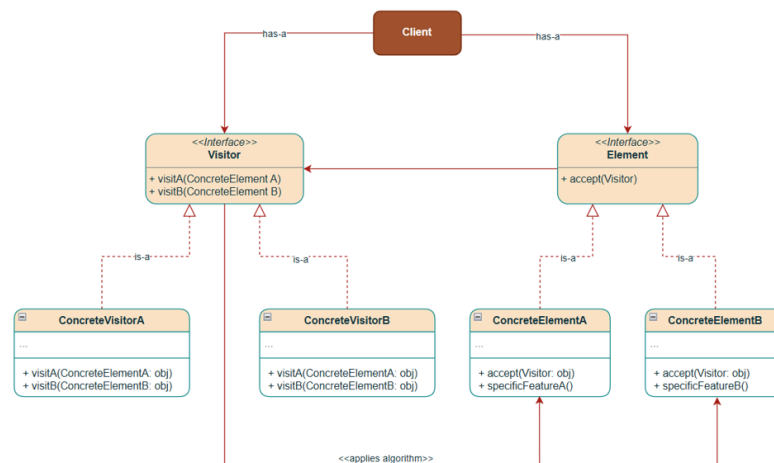 Client
has-a
has-a
<<Interface>>
Visitor
+ visitA(ConcreteElement A)
+ visitB(ConcreteElement B)
<<Interface>>
Element
+ accept(Visitor)
is-a
is-a
is-a
is-a
ConcreteVisitorA
...
+ visitA(ConcreteElementA: obj)
+ visitB(ConcreteElementB: obj)
ConcreteVisitorB
...
+ visitA(ConcreteElementA: obj)
+ visitB(ConcreteElementB: obj)
ConcreteElementA
...
+ accept(Visitor: obj)
+ specificFeatureA()
ConcreteElementB
...
+ accept(Visitor: obj)
+ specificFeatureB()
<<applies algorithm>>